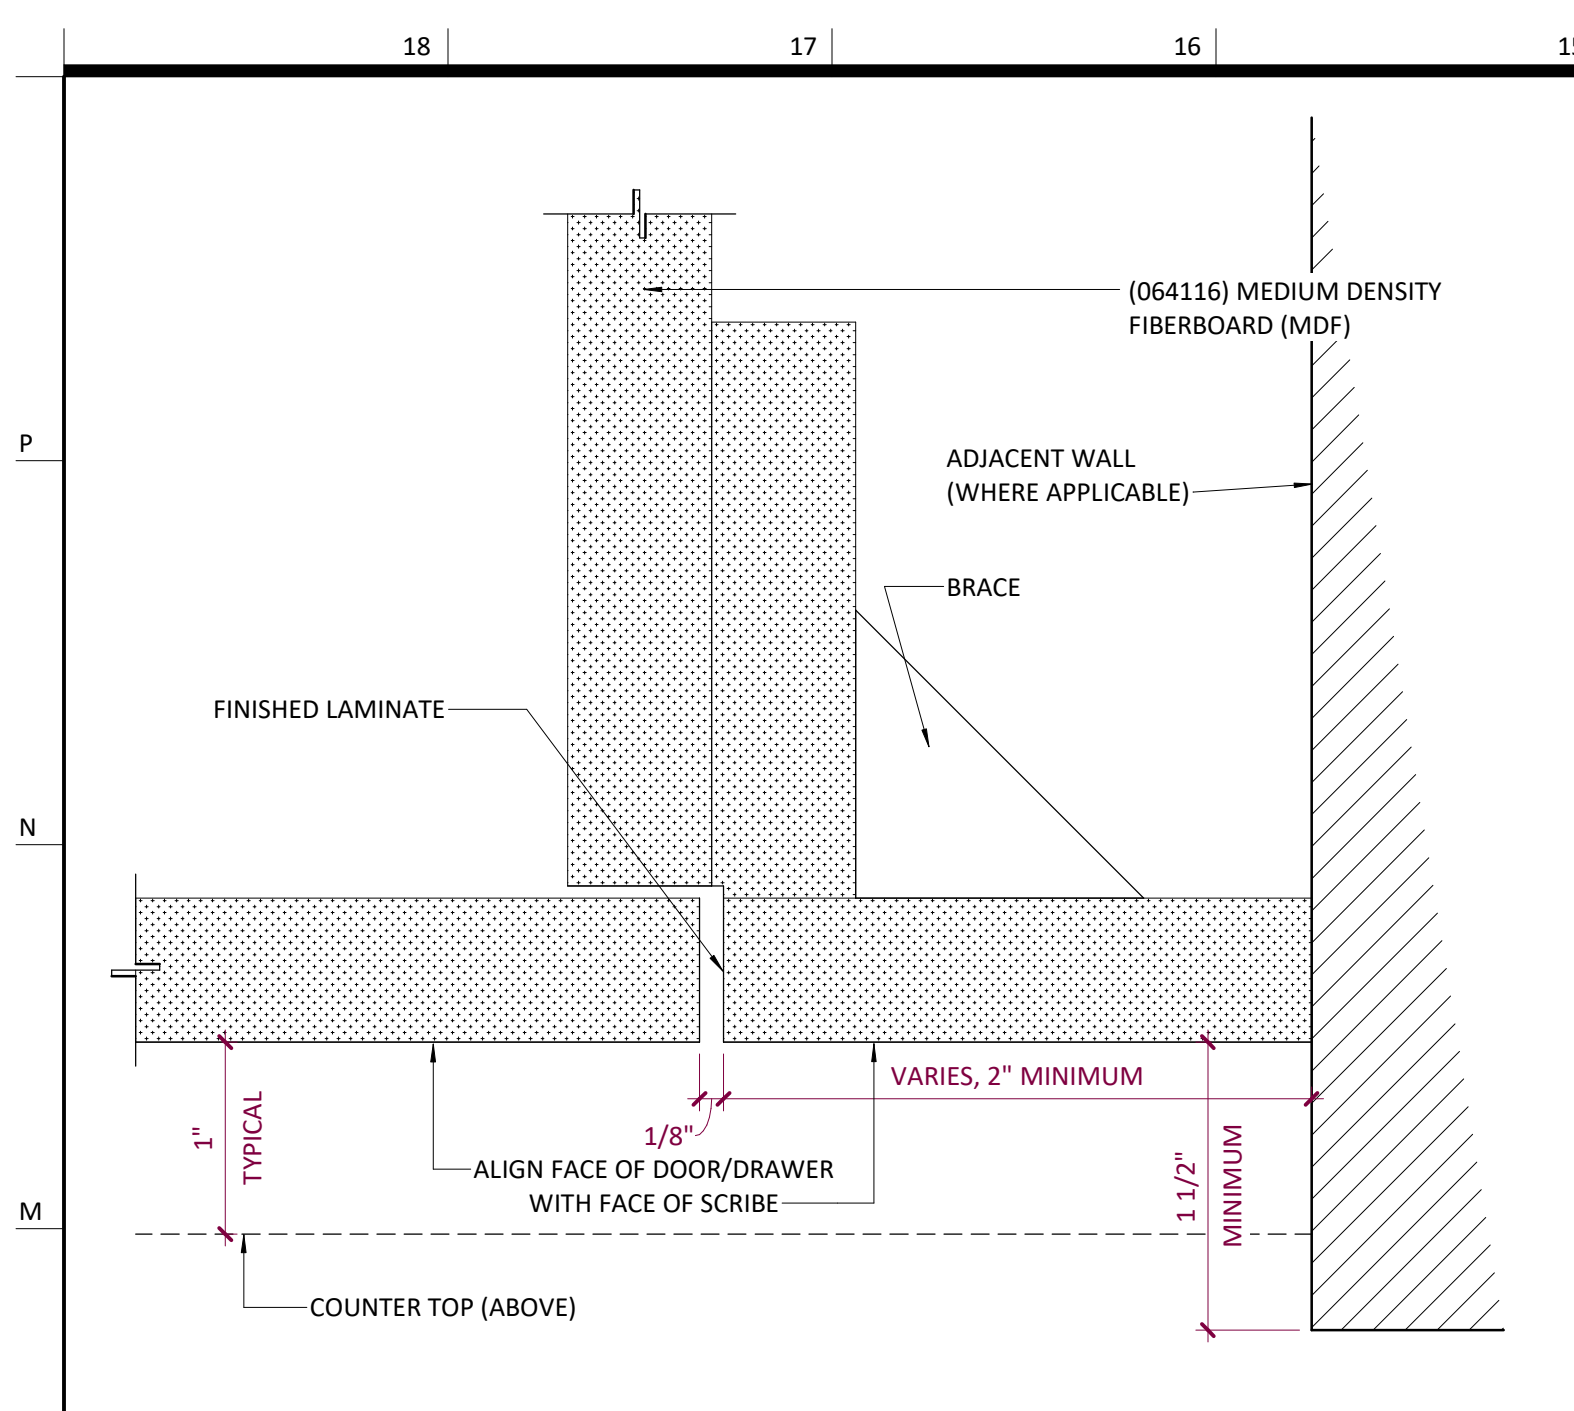 18
17
16
(064116) MEDIUM DENSITY
FIBERBOARD (MDF)
P
ADJACENT WALL
(WHERE APPLICABLE)
BRACE
FINISHED LAMINATE
N
VARIES, 2" MINIMUM
1"
TYPICAL
1/8"
1 1/2"
MINIMUM
ALIGN FACE OF DOOR/DRAWER
WITH FACE OF SCRIBE
M
COUNTER TOP (ABOVE)